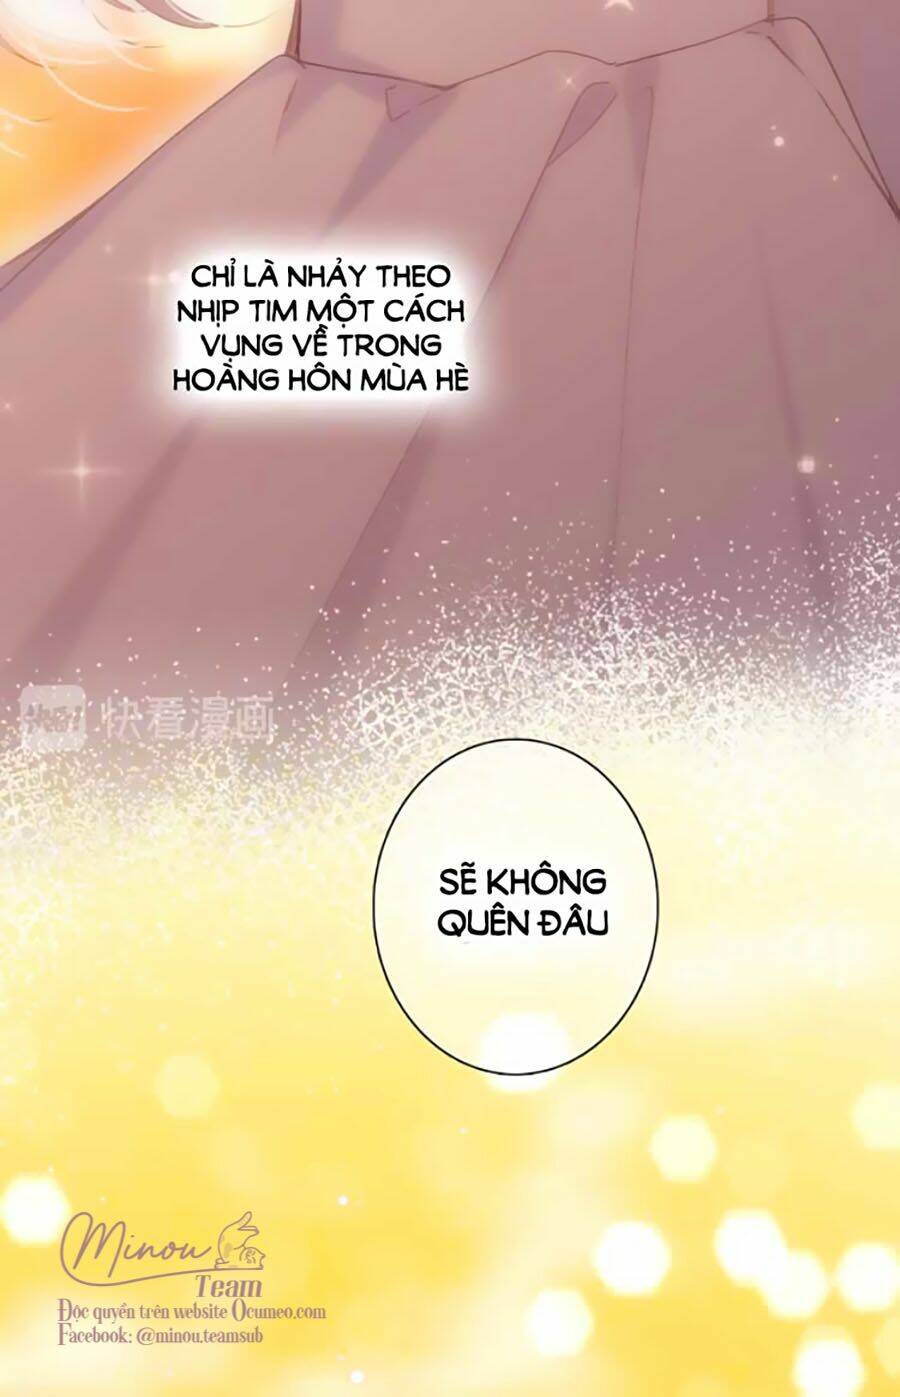 CHỈ LÀ NHẢY THEO
NHỊP TIM MỘT CÁCH
VỤNG VỀ TRONG
HOÀNG HÔN MÙA HÈ
快看漫画
SẼ KHÔNG
QUÊN ĐÂU
Minou
Team
Độc quyền trên website Ocumeo.com
Facebook: @minou.teamsub